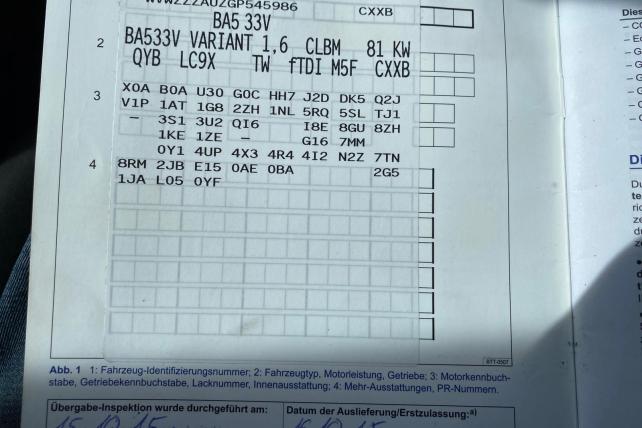 WVWZZZAUZGP545986
CXXB
BA5 33V
2 BA533V VARIANT 1,6 CLBM 81 KW
QYB LC9X TW fTDI M5F CXXB
3 X0A B0A U30 G0C HH7 J2D DK5 Q2J
V1P 1AT 1G8 2ZH 1NL 5RQ 5SL TJ1
– 3S1 3U2 QI6 I8E 8GU 8ZH
1KE 1ZE – G16 7MM
0Y1 4UP 4X3 4R4 4I2 N2Z 7TN
4 8RM 2JB E15 0AE 0BA 2G5
1JA L05 0YF
BTT-0507
Abb. 1 1: Fahrzeug-Identifizierungsnummer; 2: Fahrzeugtyp, Motorleistung, Getriebe; 3: Motorkennbuch-
stabe, Getriebekennbuchstabe, Lacknummer, Innenausstattung; 4: Mehr-Ausstattungen, PR-Nummern.
Übergabe-Inspektion wurde durchgeführt am:
Datum der Auslieferung/Erstzulassung:a)
Dies